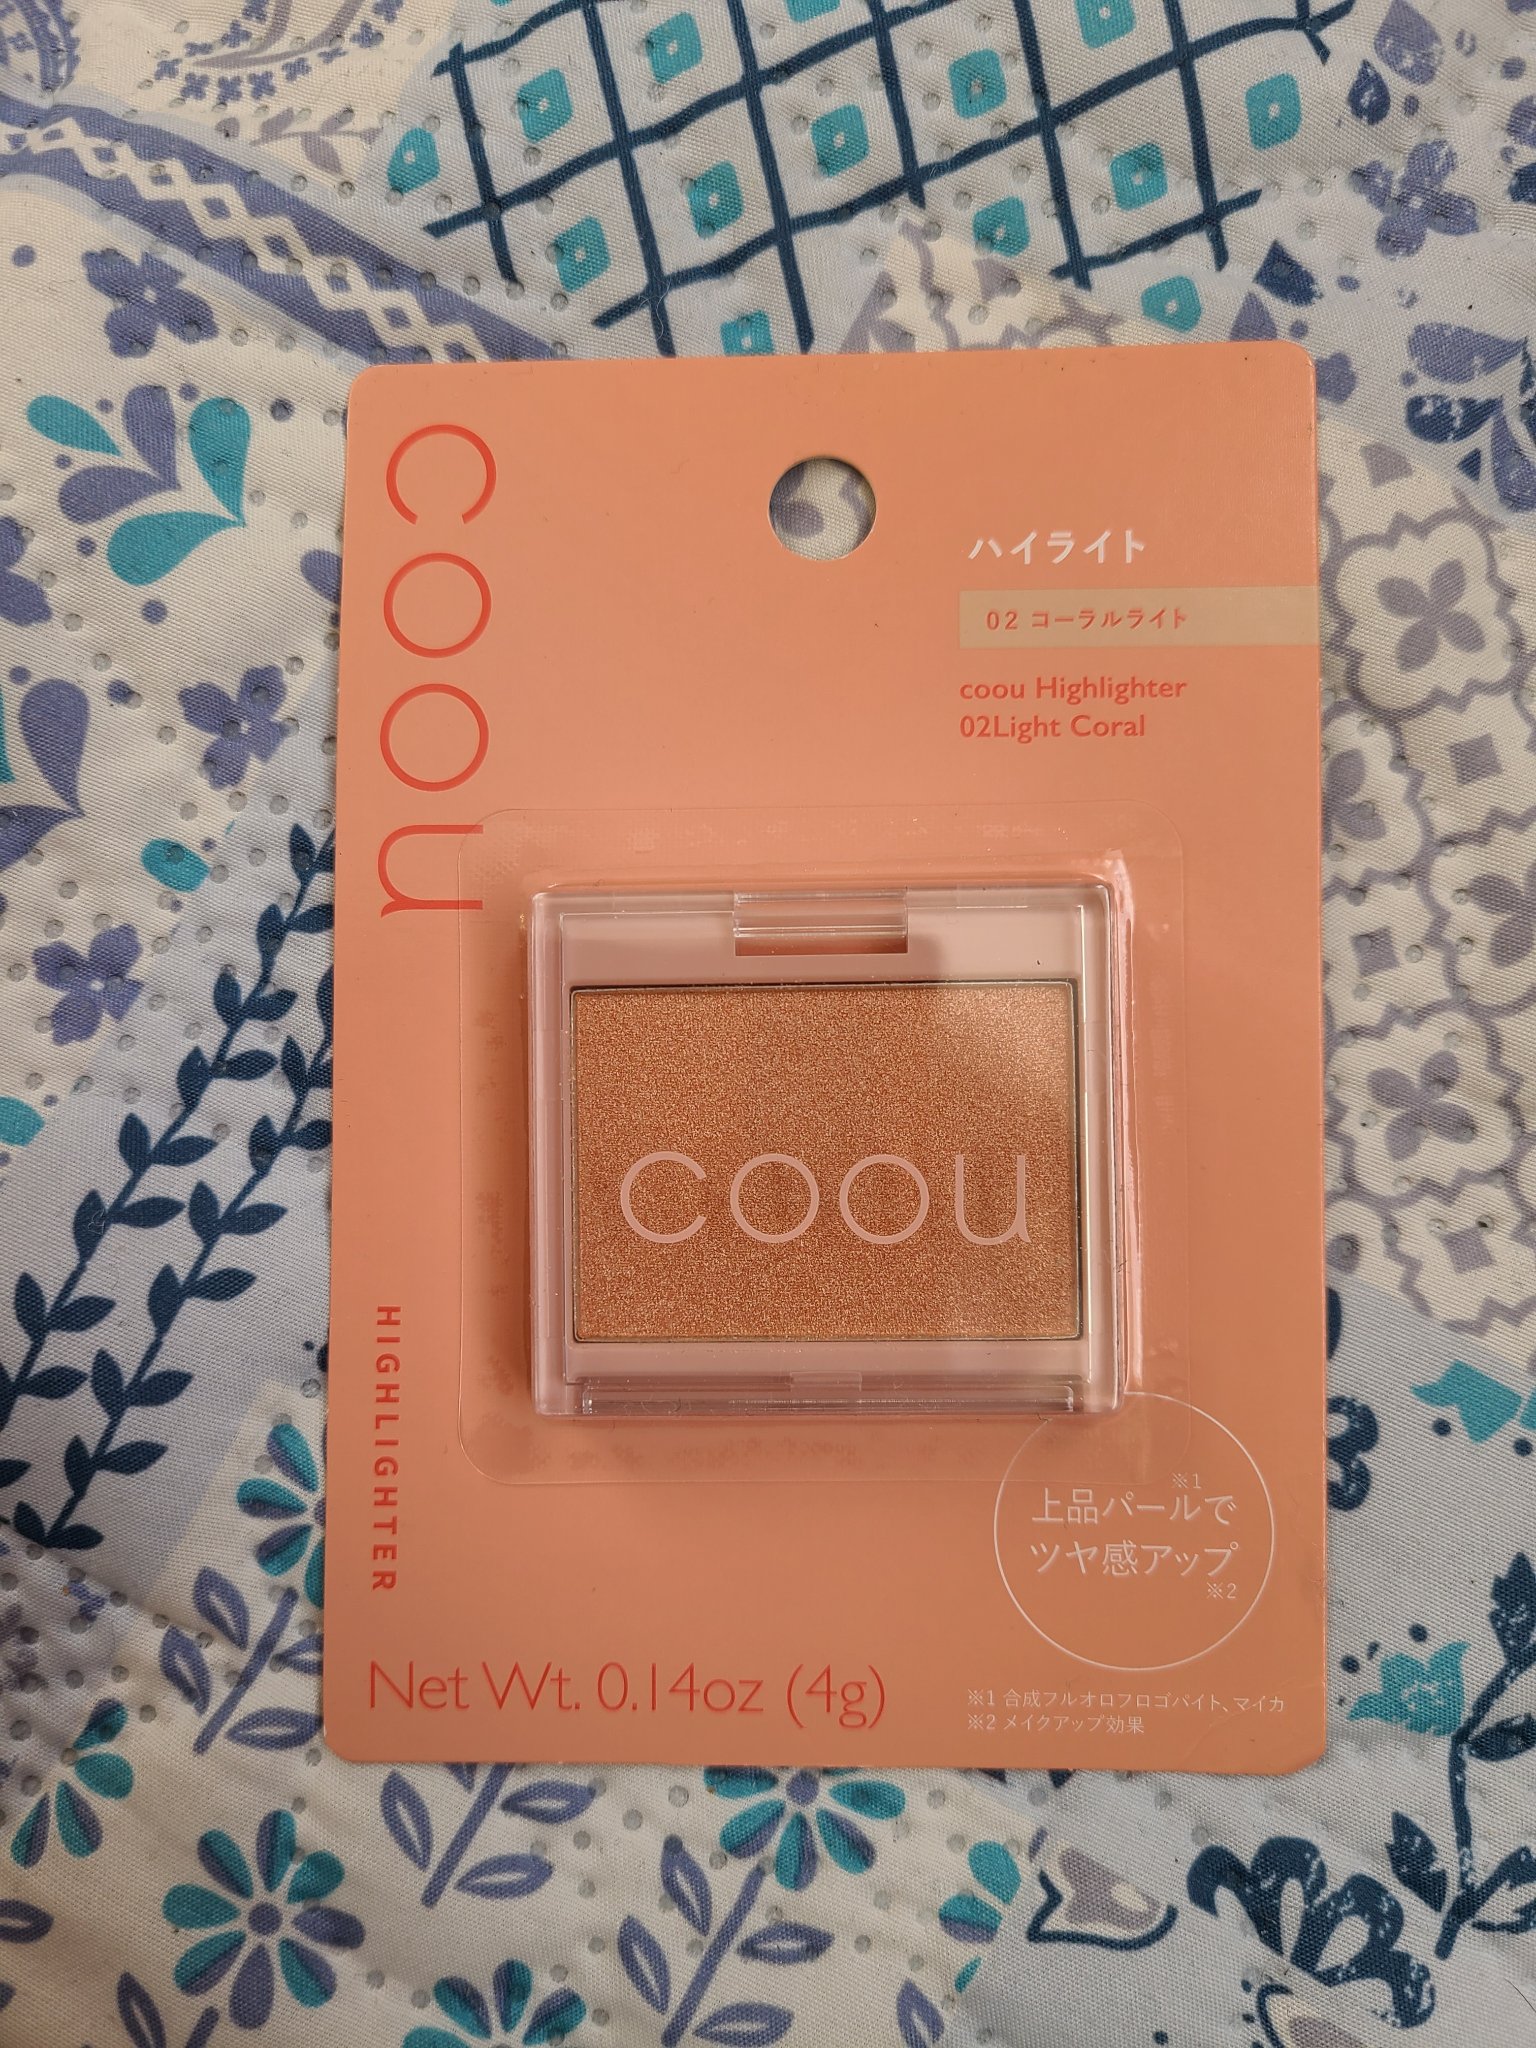 coou
ハイライト
02 コーラルライト
coou Highlighter
02Light Coral
coou
HIGHLIGHTER
※1
上品パールで
ツヤ感アップ
※2
Net Wt. 0.14oz (4g)
※1 合成フルオロフロゴパイト、マイカ
※2 メイクアップ効果